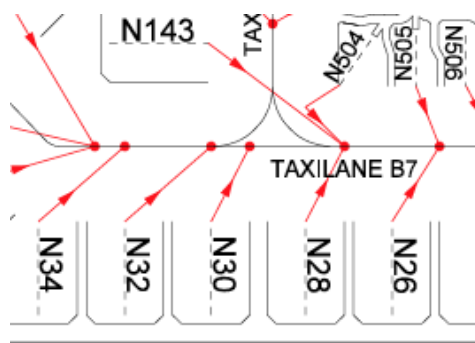 N143
TAX
N504
N505
N506
TAXILANE B7
N34
N32
N30
N28
N26